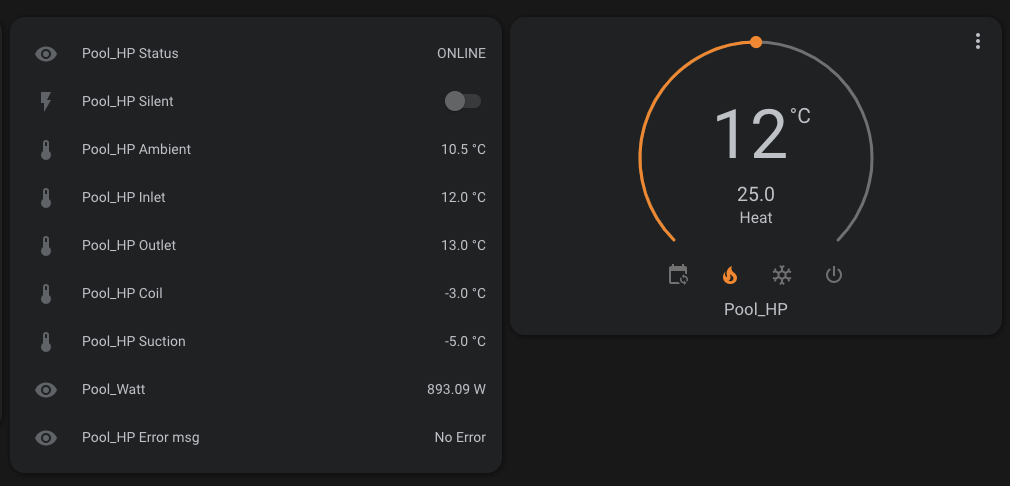 Pool_HP Status ONLINE
Pool_HP Silent
Pool_HP Ambient 10.5 °C
Pool_HP Inlet 12.0 °C
Pool_HP Outlet 13.0 °C
Pool_HP Coil -3.0 °C
Pool_HP Suction -5.0 °C
Pool_Watt 893.09 W
Pool_HP Error msg No Error
12 °C
25.0
Heat
Pool_HP